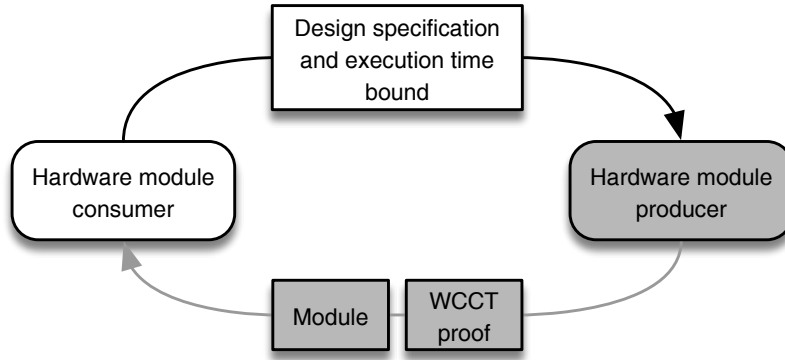 Design specification
and execution time
bound
Hardware module
consumer
Hardware module
producer
Module
WCCT
proof